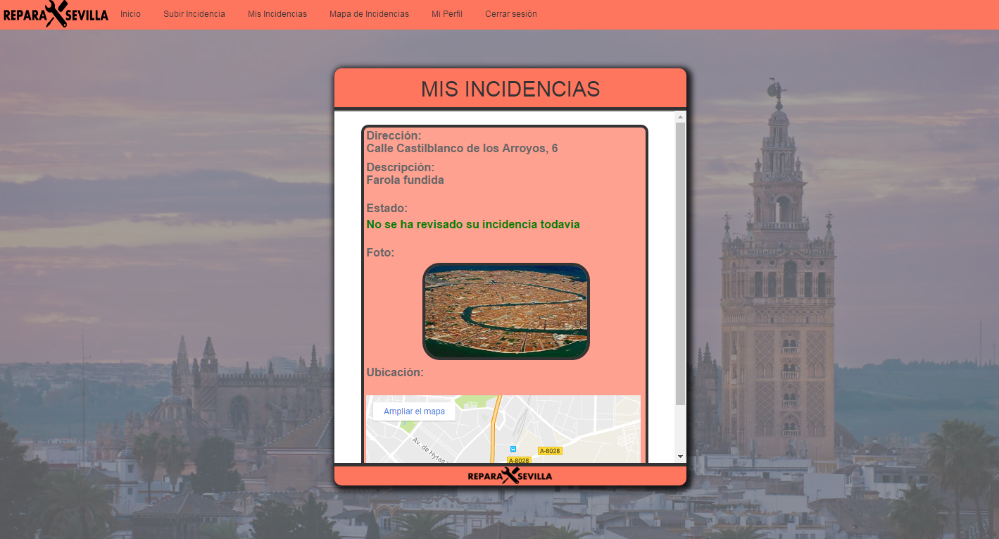 REPARA SEVILLA
Inicio Subir Incidencia Mis Incidencias Mapa de Incidencias Mi Perfil Cerrar sesión
MIS INCIDENCIAS
Dirección:
Calle Castilblanco de los Arroyos, 6
Descripción:
Farola fundida
Estado:
No se ha revisado su incidencia todavia
Foto:
Ubicación:
Ampliar el mapa
Av. de Hytasa
A-8028
A-8028
REPARA SEVILLA